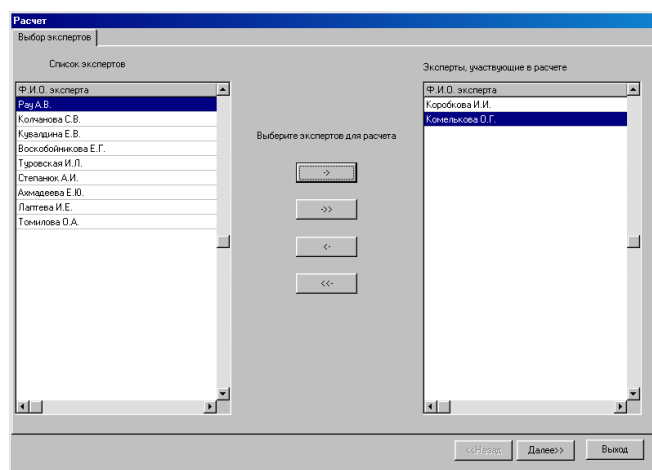 Расчет
Выбор экспертов
Список экспертов
Ф.И.О. эксперта
Рау А.В.
Колчанова С.В.
Кувалдина Е.В.
Воскобойникова Е.Г.
Туровская И.Л.
Степанюк А.И.
Ахмадеева Е.Ю.
Лаптева И.Е.
Томилова О.А.
Выберите экспертов для расчета
->
->>
<-
<<-
Эксперты, участвующие в расчете
Ф.И.О. эксперта
Коробкова И.И.
Комелькова О.Г.
<<Назад
Далее>>
Выход